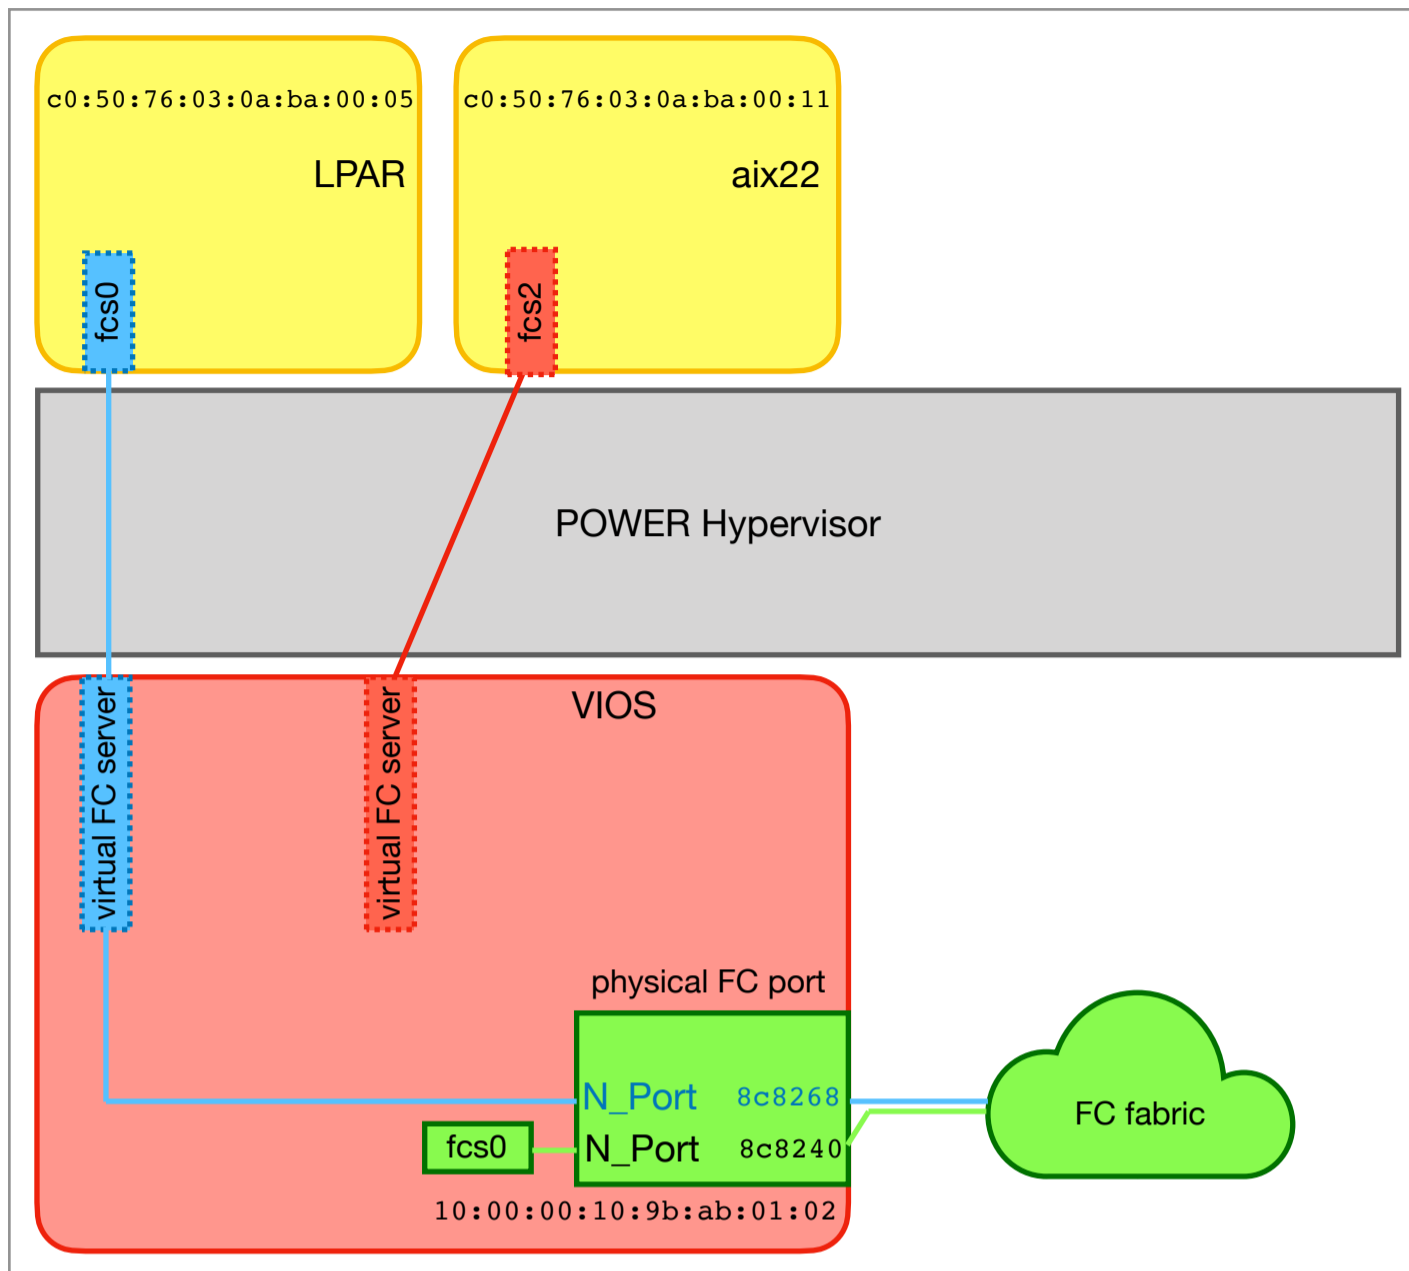 c0:50:76:03:0a:ba:00:05
LPAR
fcs0
c0:50:76:03:0a:ba:00:11
aix22
fcs2
POWER Hypervisor
VIOS
virtual FC server
virtual FC server
physical FC port
N_Port 8c8268
fcs0
N_Port 8c8240
10:00:00:10:9b:ab:01:02
FC fabric